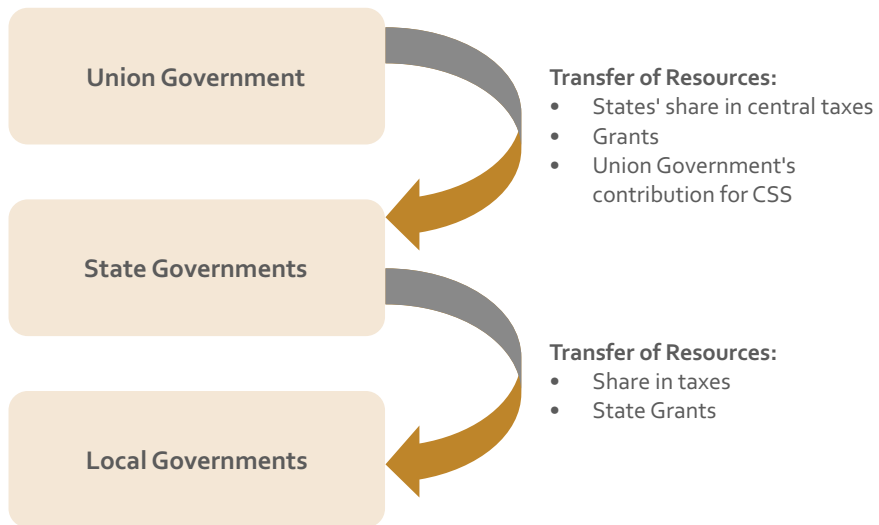 Union Government
Transfer of Resources:
• States' share in central taxes
• Grants
• Union Government's
contribution for CSS
State Governments
Transfer of Resources:
• Share in taxes
• State Grants
Local Governments